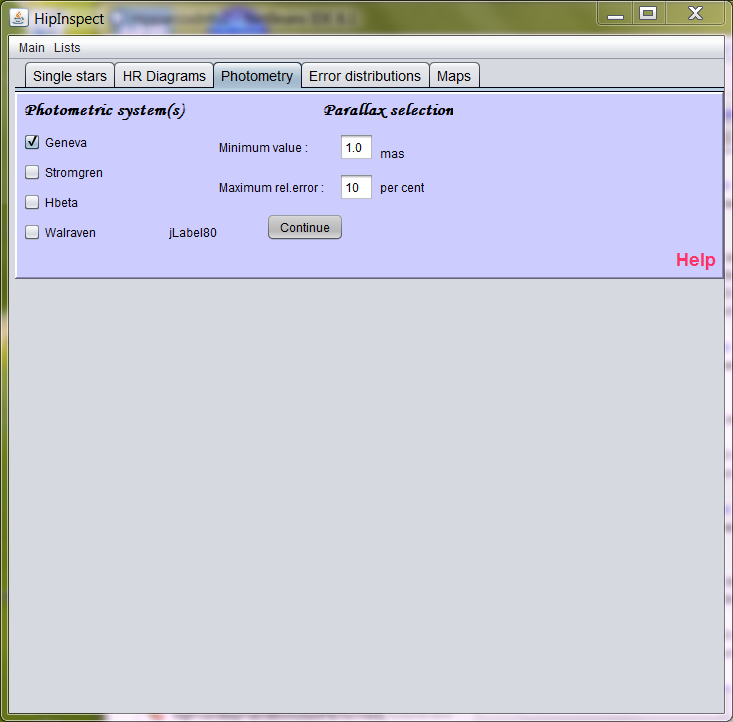 HipInspect
Main Lists
Single stars HR Diagrams Photometry Error distributions Maps
Photometric system(s) Parallax selection
Geneva Minimum value : 1.0 mas
Stromgren Maximum rel.error : 10 per cent
Hbeta
Walraven jLabel80 Continue
Help